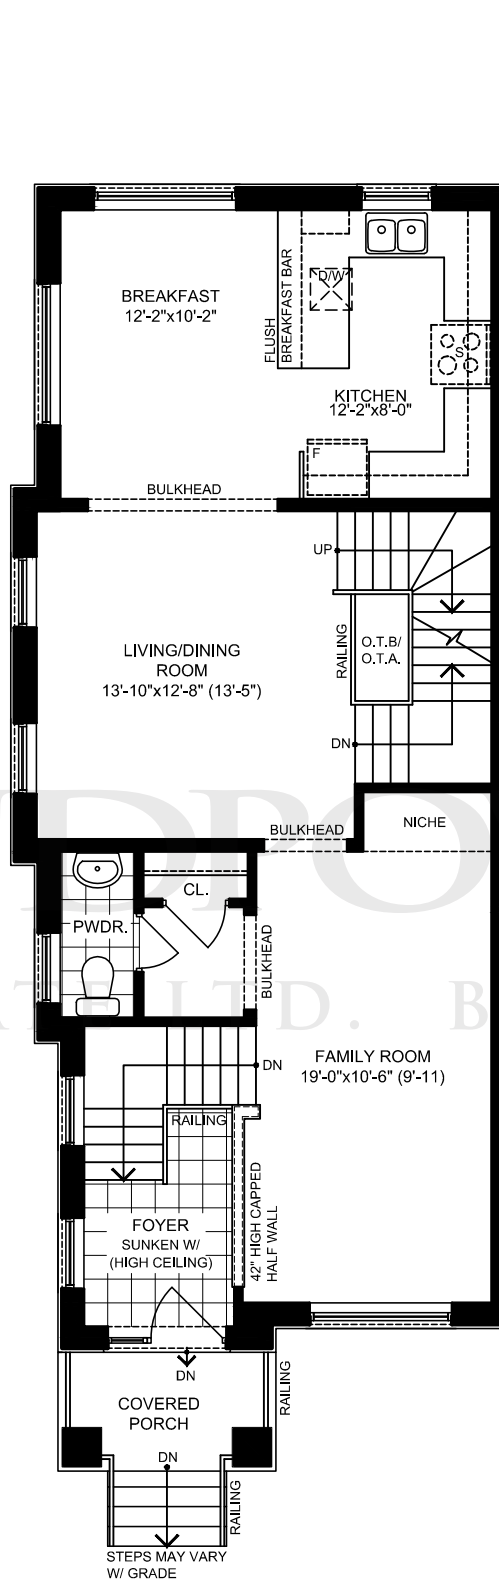 BREAKFAST
12'-2"x10'-2"
FLUSH
BREAKFAST BAR
D/W
S
KITCHEN
12'-2"x8'-0"
F
BULKHEAD
UP
LIVING/DINING
ROOM
13'-10"x12'-8" (13'-5")
RAILING
O.T.B/
O.T.A.
DN
BULKHEAD
NICHE
CL.
PWDR.
BULKHEAD
DN
FAMILY ROOM
19'-0"x10'-6" (9'-11)
RAILING
FOYER
SUNKEN W/
(HIGH CEILING)
42" HIGH CAPPED
HALF WALL
DN
COVERED
PORCH
RAILING
DN
RAILING
STEPS MAY VARY
W/ GRADE
LTD. B